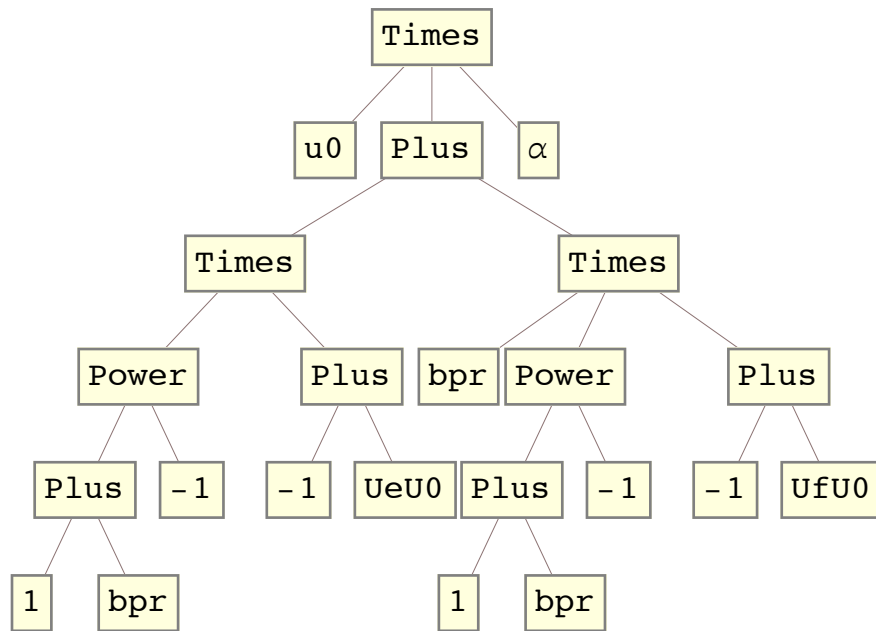 Times
u0 Plus α
Times Times
Power Plus bpr Power Plus
Plus -1 -1 UeU0 Plus -1 -1 UfU0
1 bpr 1 bpr